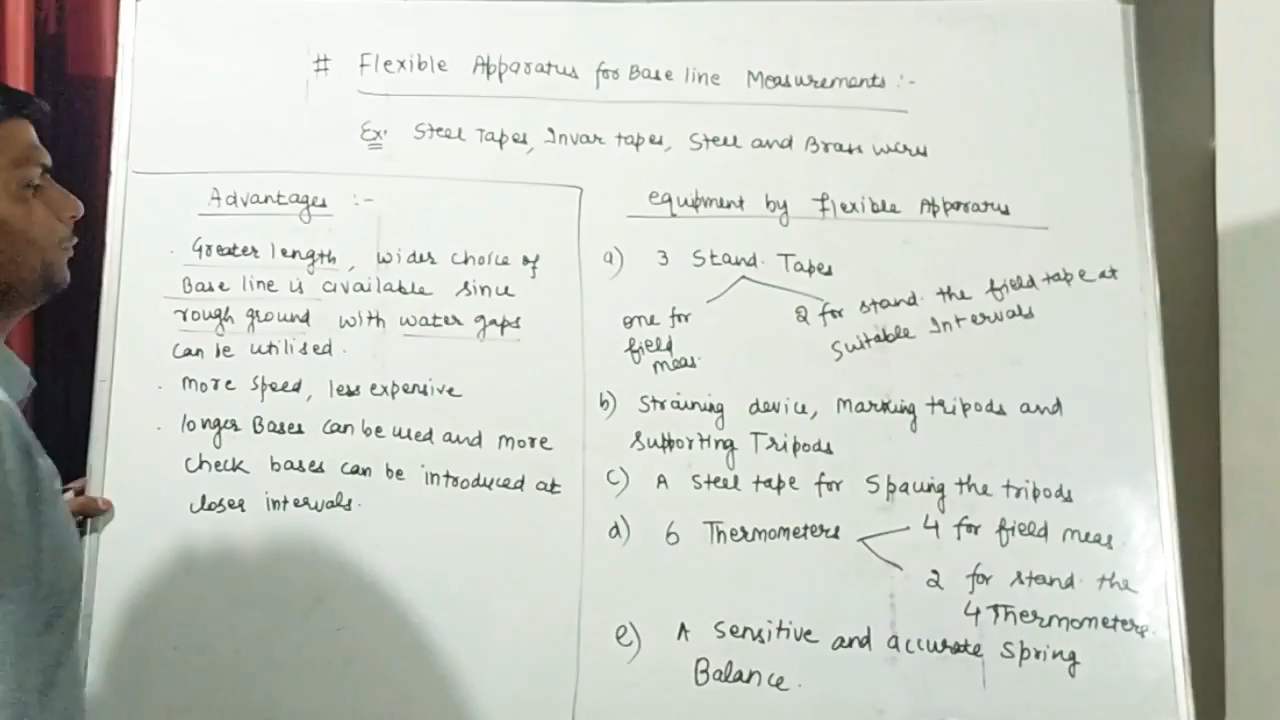 # Flexible Apparatus for Base line Measurements :-
Ex. Steel Tapes, Invar tapes, Steel and Brass wires
Advantages :-
. Greater length, wider choice of
Base line is available since
rough ground with water gaps
can be utilised.
. More speed, less expensive
. longer Bases can be used and more
check bases can be introduced at
closer intervals.
equipment by flexible Apparatus
a) 3 Stand. Tapes
one for
field
meas.
2 for stand. the field tape at
suitable Intervals
b) Straining device, Marking tripods and
Supporting Tripods
c) A Steel tape for Spacing the tripods
d) 6 Thermometers
4 for field meas.
2 for stand. the
4 Thermometers.
e) A Sensitive and accurate Spring
Balance.